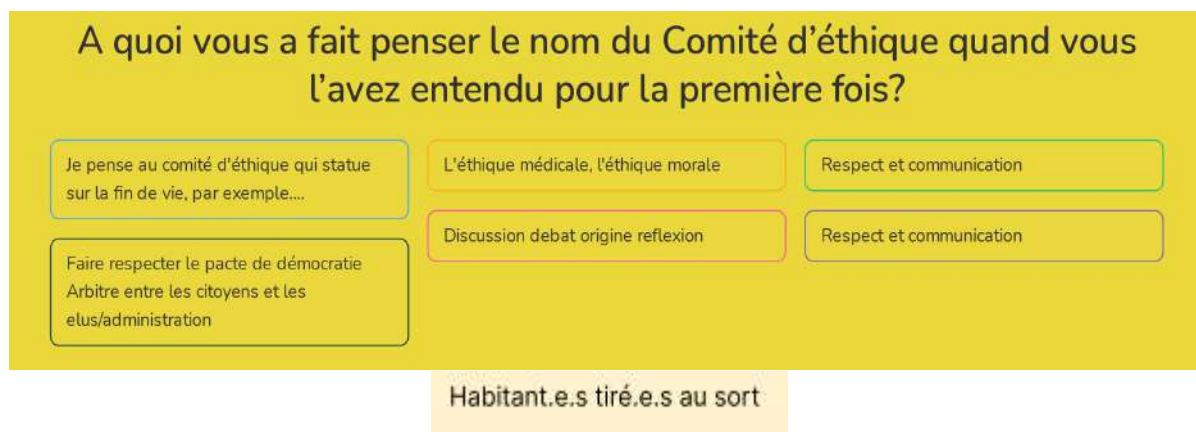 A quoi vous a fait penser le nom du Comité d'éthique quand vous
l'avez entendu pour la première fois?
Je pense au comité d'éthique qui statue
sur la fin de vie, par exemple....
Faire respecter le pacte de démocratie
Arbitre entre les citoyens et les
elus/administration
L'éthique médicale, l'éthique morale
Discussion debat origine reflexion
Respect et communication
Respect et communication
Habitant.e.s tiré.e.s au sort